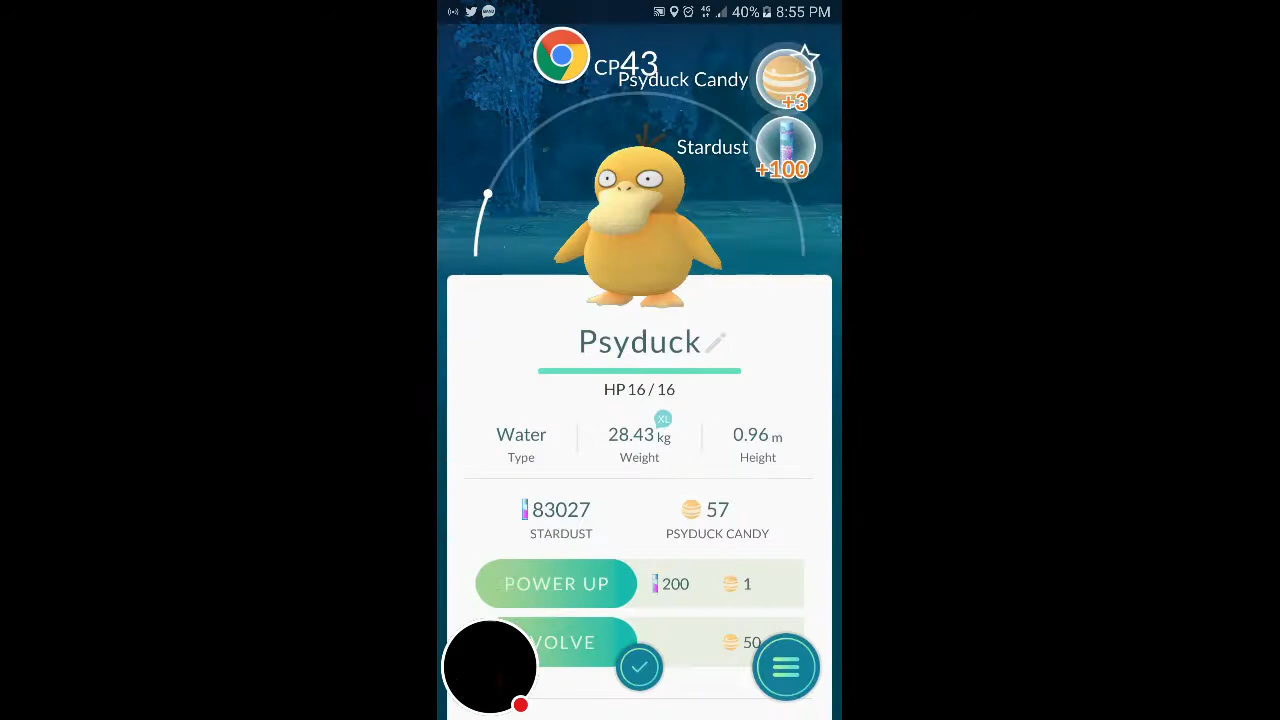 4G 40% 8:55 PM
CP43
Psyduck Candy
+3
Stardust
+100
Psyduck
HP 16 / 16
XL
Water 28.43 kg 0.96 m
Type Weight Height
83027 57
STARDUST PSYDUCK CANDY
POWER UP 200 1
VOLVE 50